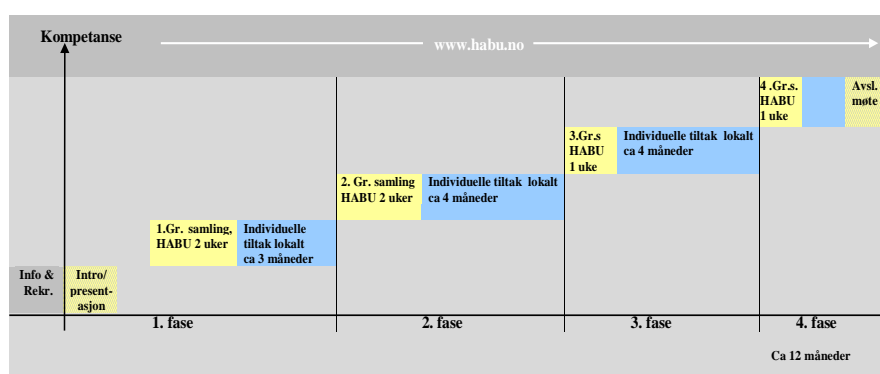 Kompetanse
www.habu.no
4 .Gr.s.
HABU
1 uke
Avsl.
møte
3.Gr.s
HABU
1 uke
Individuelle tiltak lokalt
ca 4 måneder
2. Gr. samling
HABU 2 uker
Individuelle tiltak lokalt
ca 4 måneder
1.Gr. samling,
HABU 2 uker
Individuelle
tiltak lokalt
ca 3 måneder
Info &
Rekr.
Intro/
present-
asjon
1. fase
2. fase
3. fase
4. fase
Ca 12 måneder